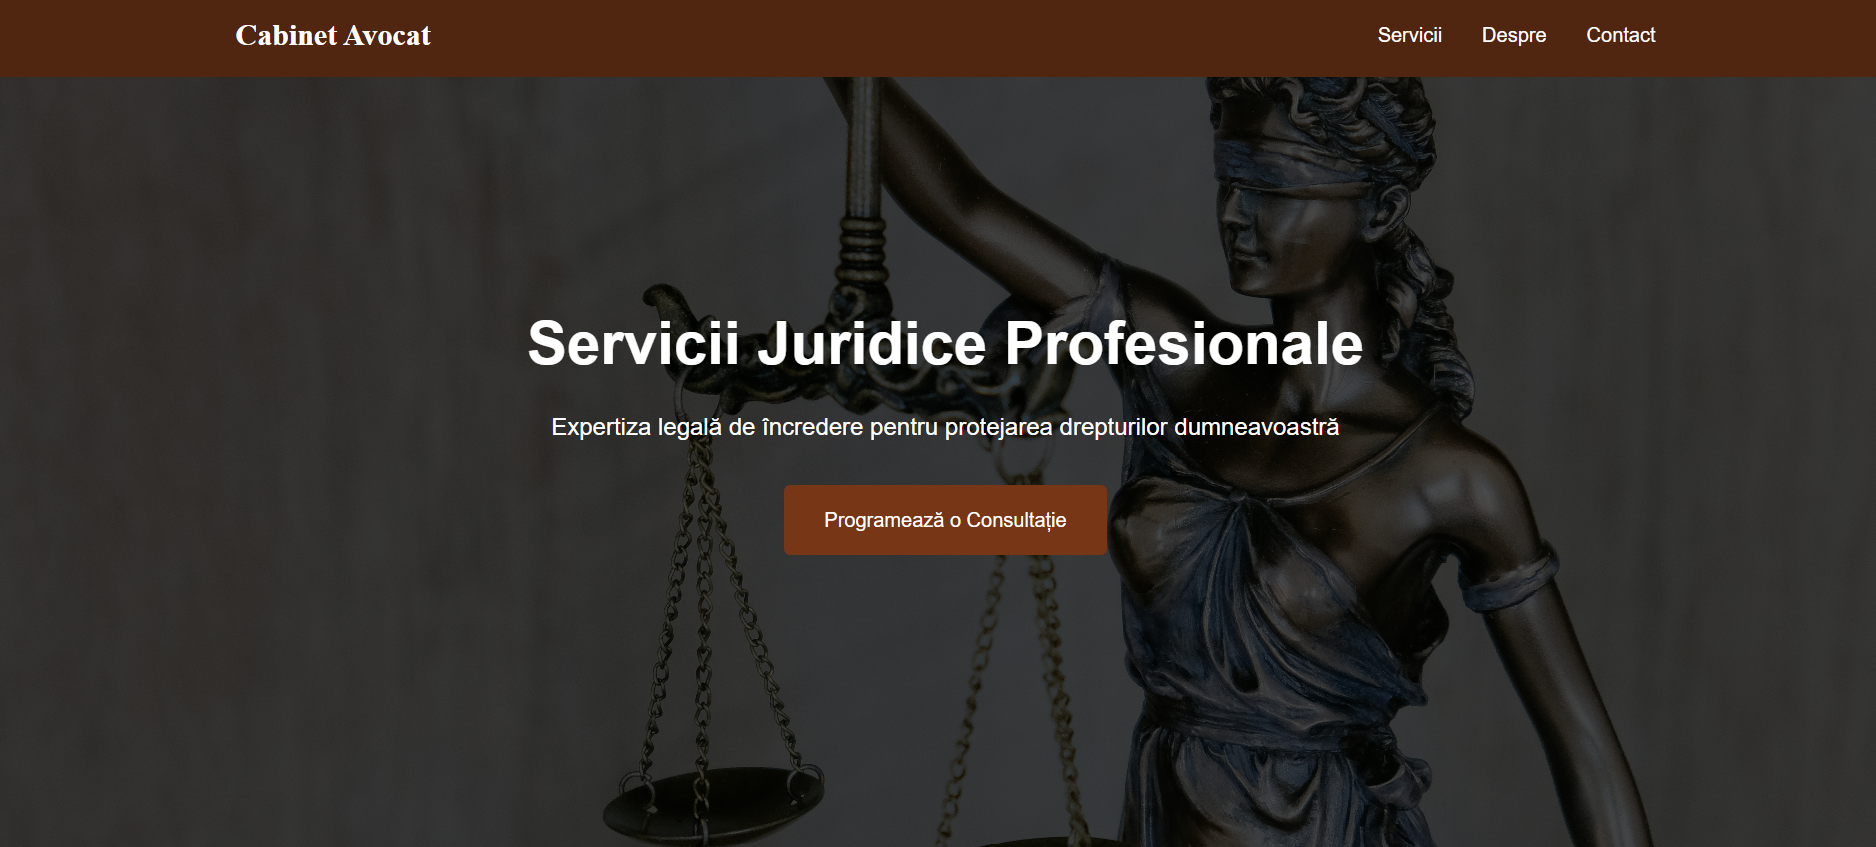 Cabinet Avocat
Servicii Despre Contact
Servicii Juridice Profesionale
Expertiza legală de încredere pentru protejarea drepturilor dumneavoastră
Programează o Consultație